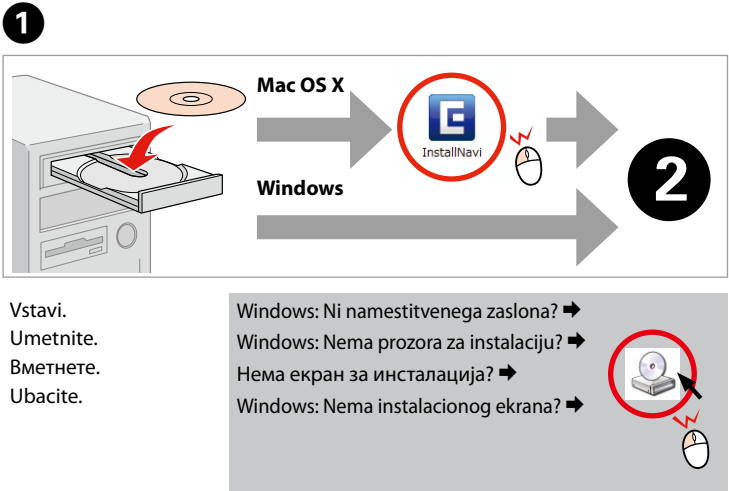 1
Mac OS X
InstallNavi
Windows
2
Vstavi.
Umetnite.
Вметнете.
Ubacite.
Windows: Ni namestitvenega zaslona? ➡
Windows: Nema prozora za instalaciju? ➡
Нема екран за инсталација? ➡
Windows: Nema instalacionog ekrana? ➡